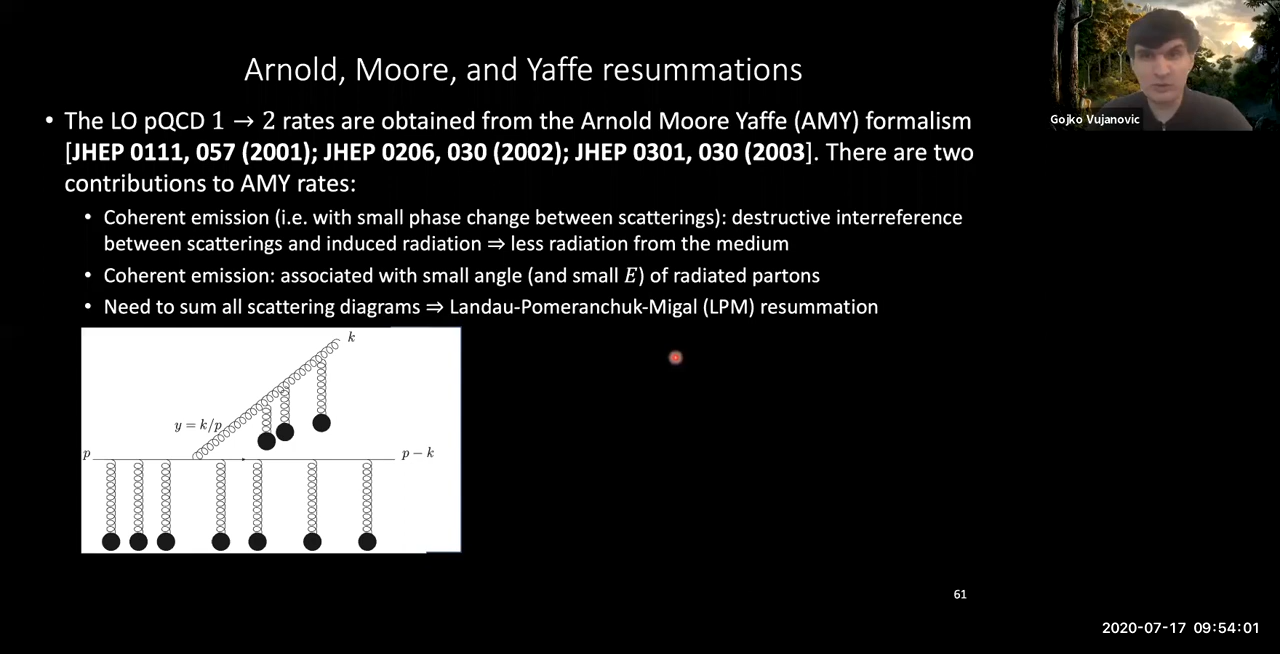 Arnold, Moore, and Yaffe resummations
Gojko Vujanovic
• The LO pQCD 1 → 2 rates are obtained from the Arnold Moore Yaffe (AMY) formalism
[JHEP 0111, 057 (2001); JHEP 0206, 030 (2002); JHEP 0301, 030 (2003]. There are two
contributions to AMY rates:
• Coherent emission (i.e. with small phase change between scatterings): destructive interreference
between scatterings and induced radiation ⇒ less radiation from the medium
• Coherent emission: associated with small angle (and small E) of radiated partons
• Need to sum all scattering diagrams ⇒ Landau-Pomeranchuk-Migal (LPM) resummation
k
y = k/p
p
p − k
61
2020-07-17 09:54:01